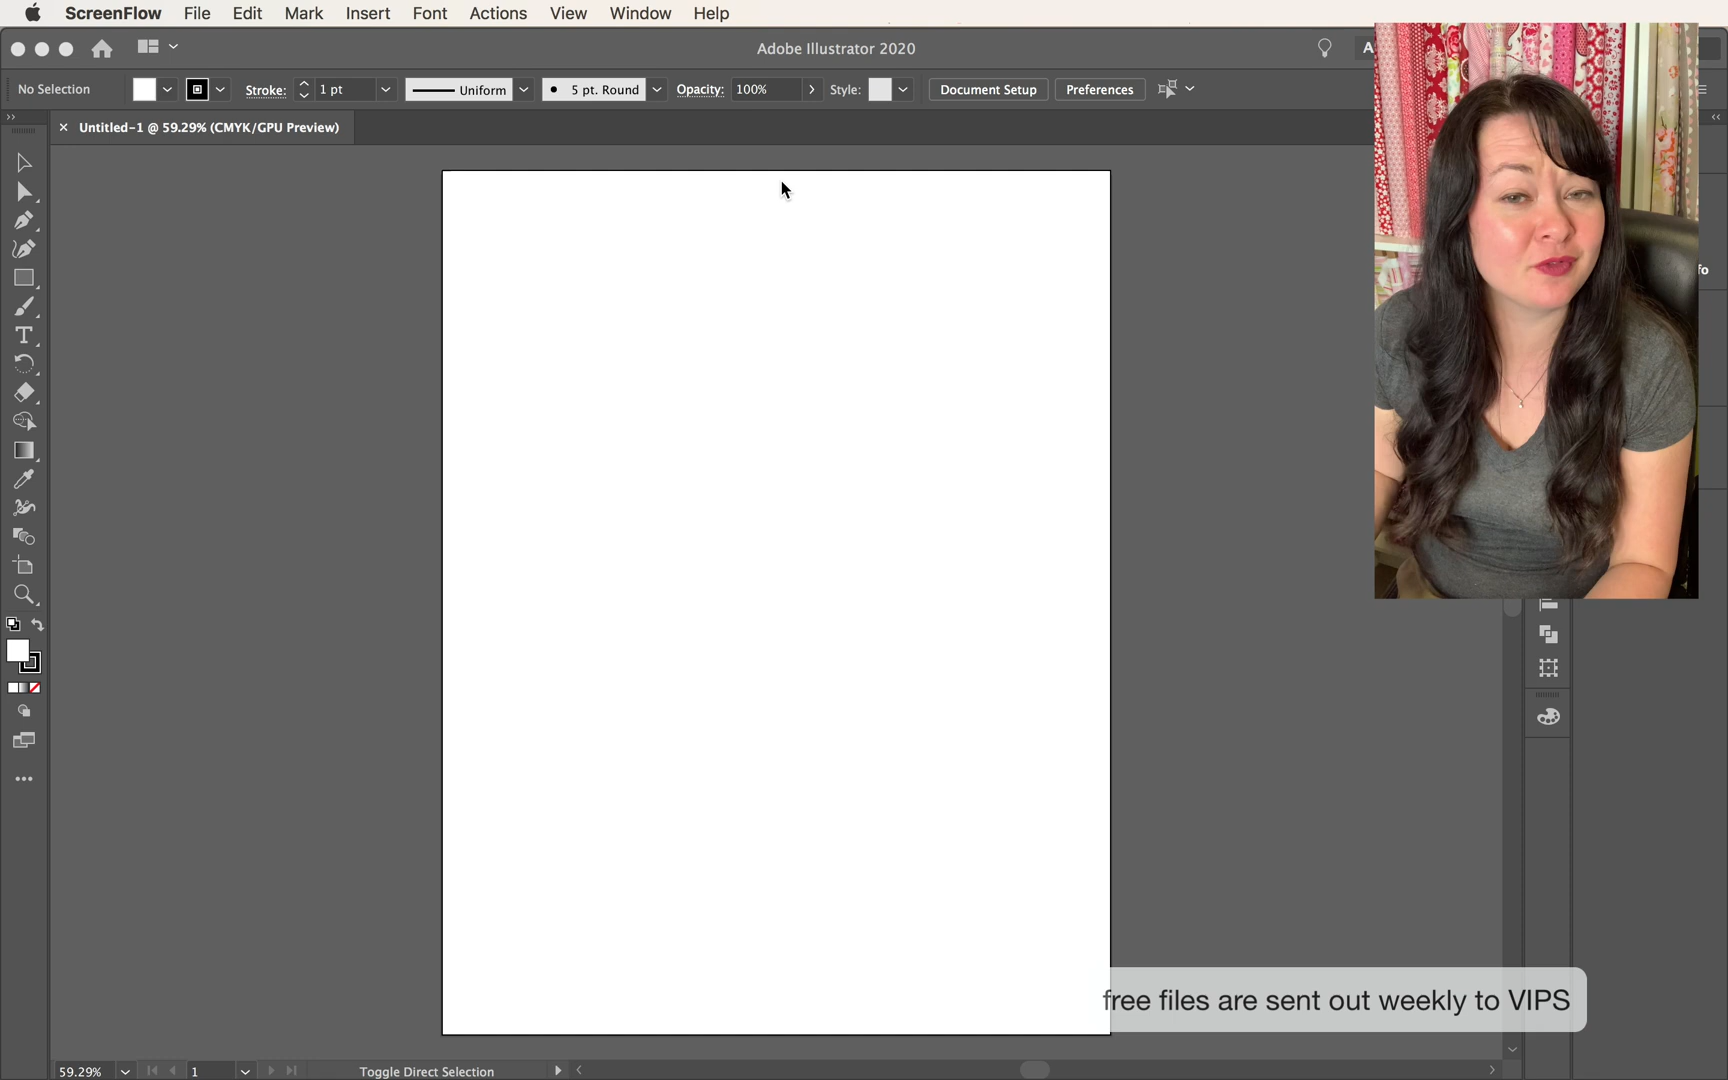 ScreenFlow File Edit Mark Insert Font Actions View Window Help
Adobe Illustrator 2020
No Selection Stroke: 1 pt Uniform 5 pt. Round Opacity: 100% Style: Document Setup Preferences
× Untitled-1 @ 59.29% (CMYK/GPU Preview)
free files are sent out weekly to VIPS
59.29% 1 Toggle Direct Selection